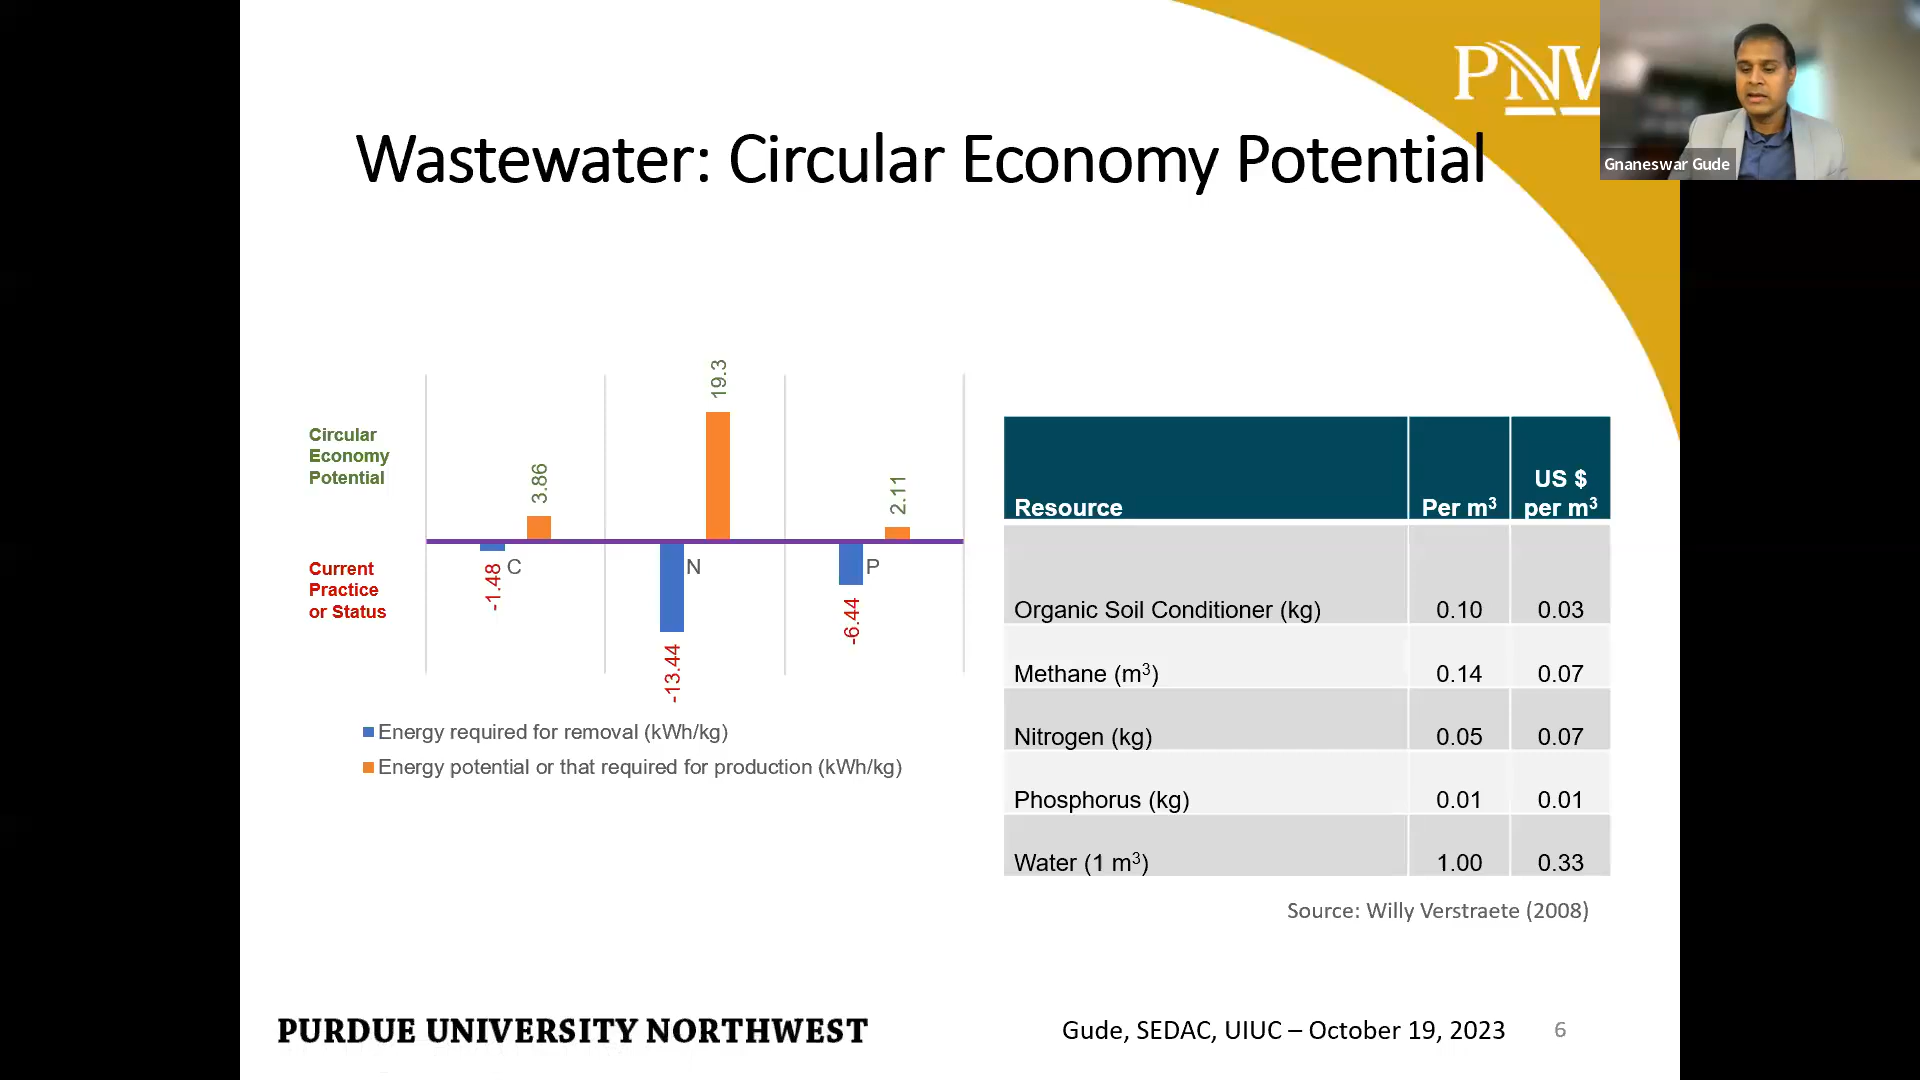 PNW
Gnaneswar Gude
Wastewater: Circular Economy Potential
Circular
Economy
Potential
Current
Practice
or Status
3.86
19.3
2.11
C
N
P
-1.48
-13.44
-6.44
Energy required for removal (kWh/kg)
Energy potential or that required for production (kWh/kg)
Resource Per m³ US $ per m³
Organic Soil Conditioner (kg) 0.10 0.03
Methane (m³) 0.14 0.07
Nitrogen (kg) 0.05 0.07
Phosphorus (kg) 0.01 0.01
Water (1 m³) 1.00 0.33
Source: Willy Verstraete (2008)
PURDUE UNIVERSITY NORTHWEST
Gude, SEDAC, UIUC – October 19, 2023 6